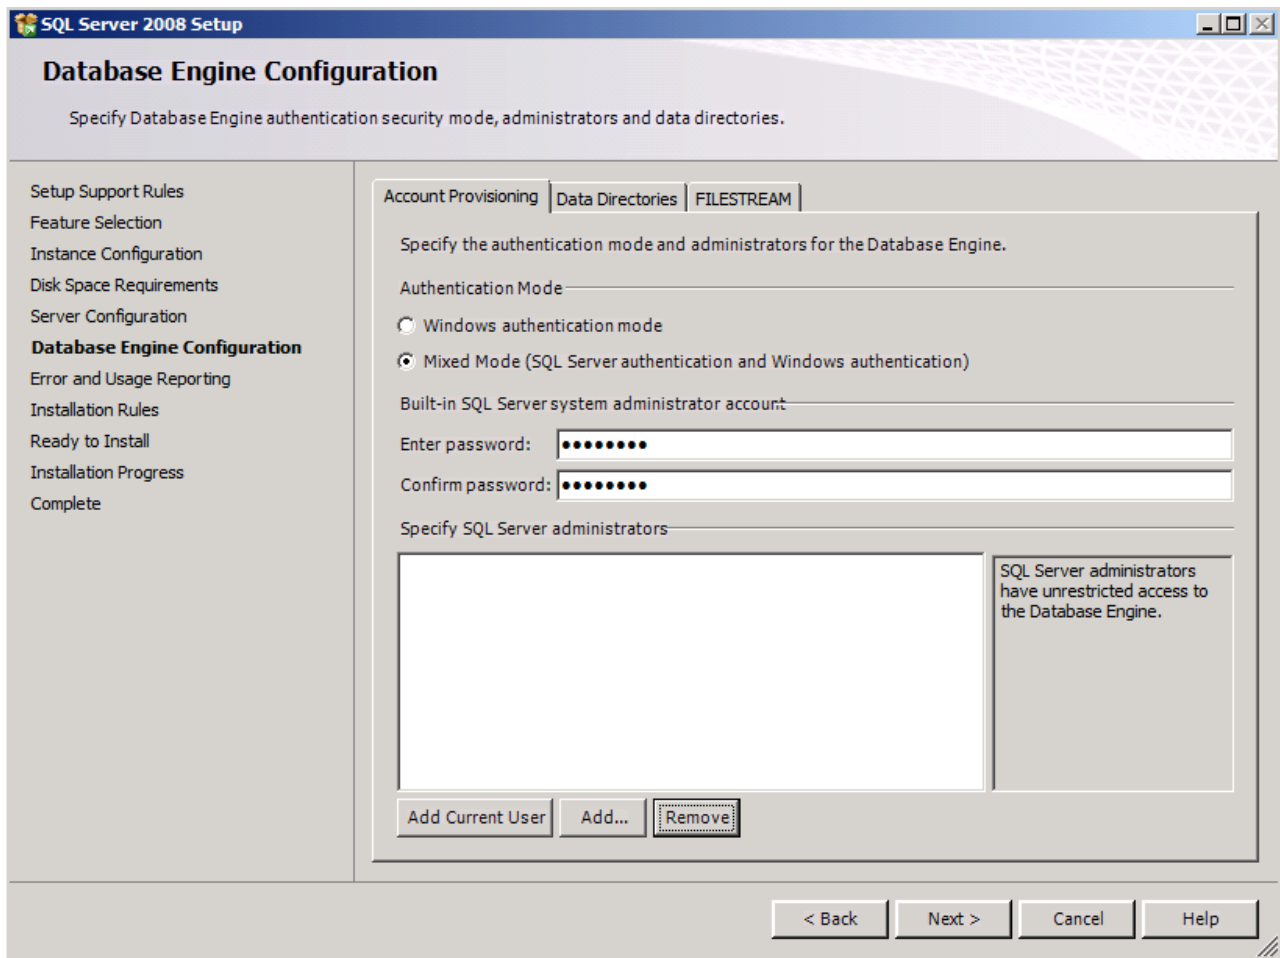 SQL Server 2008 Setup
Database Engine Configuration
Specify Database Engine authentication security mode, administrators and data directories.
Setup Support Rules
Feature Selection
Instance Configuration
Disk Space Requirements
Server Configuration
Database Engine Configuration
Error and Usage Reporting
Installation Rules
Ready to Install
Installation Progress
Complete
Account Provisioning
Data Directories
FILESTREAM
Specify the authentication mode and administrators for the Database Engine.
Authentication Mode
Windows authentication mode
Mixed Mode (SQL Server authentication and Windows authentication)
Built-in SQL Server system administrator account
Enter password: ●●●●●●●●
Confirm password: ●●●●●●●●
Specify SQL Server administrators
SQL Server administrators
have unrestricted access to
the Database Engine.
Add Current User
Add...
Remove
< Back
Next >
Cancel
Help